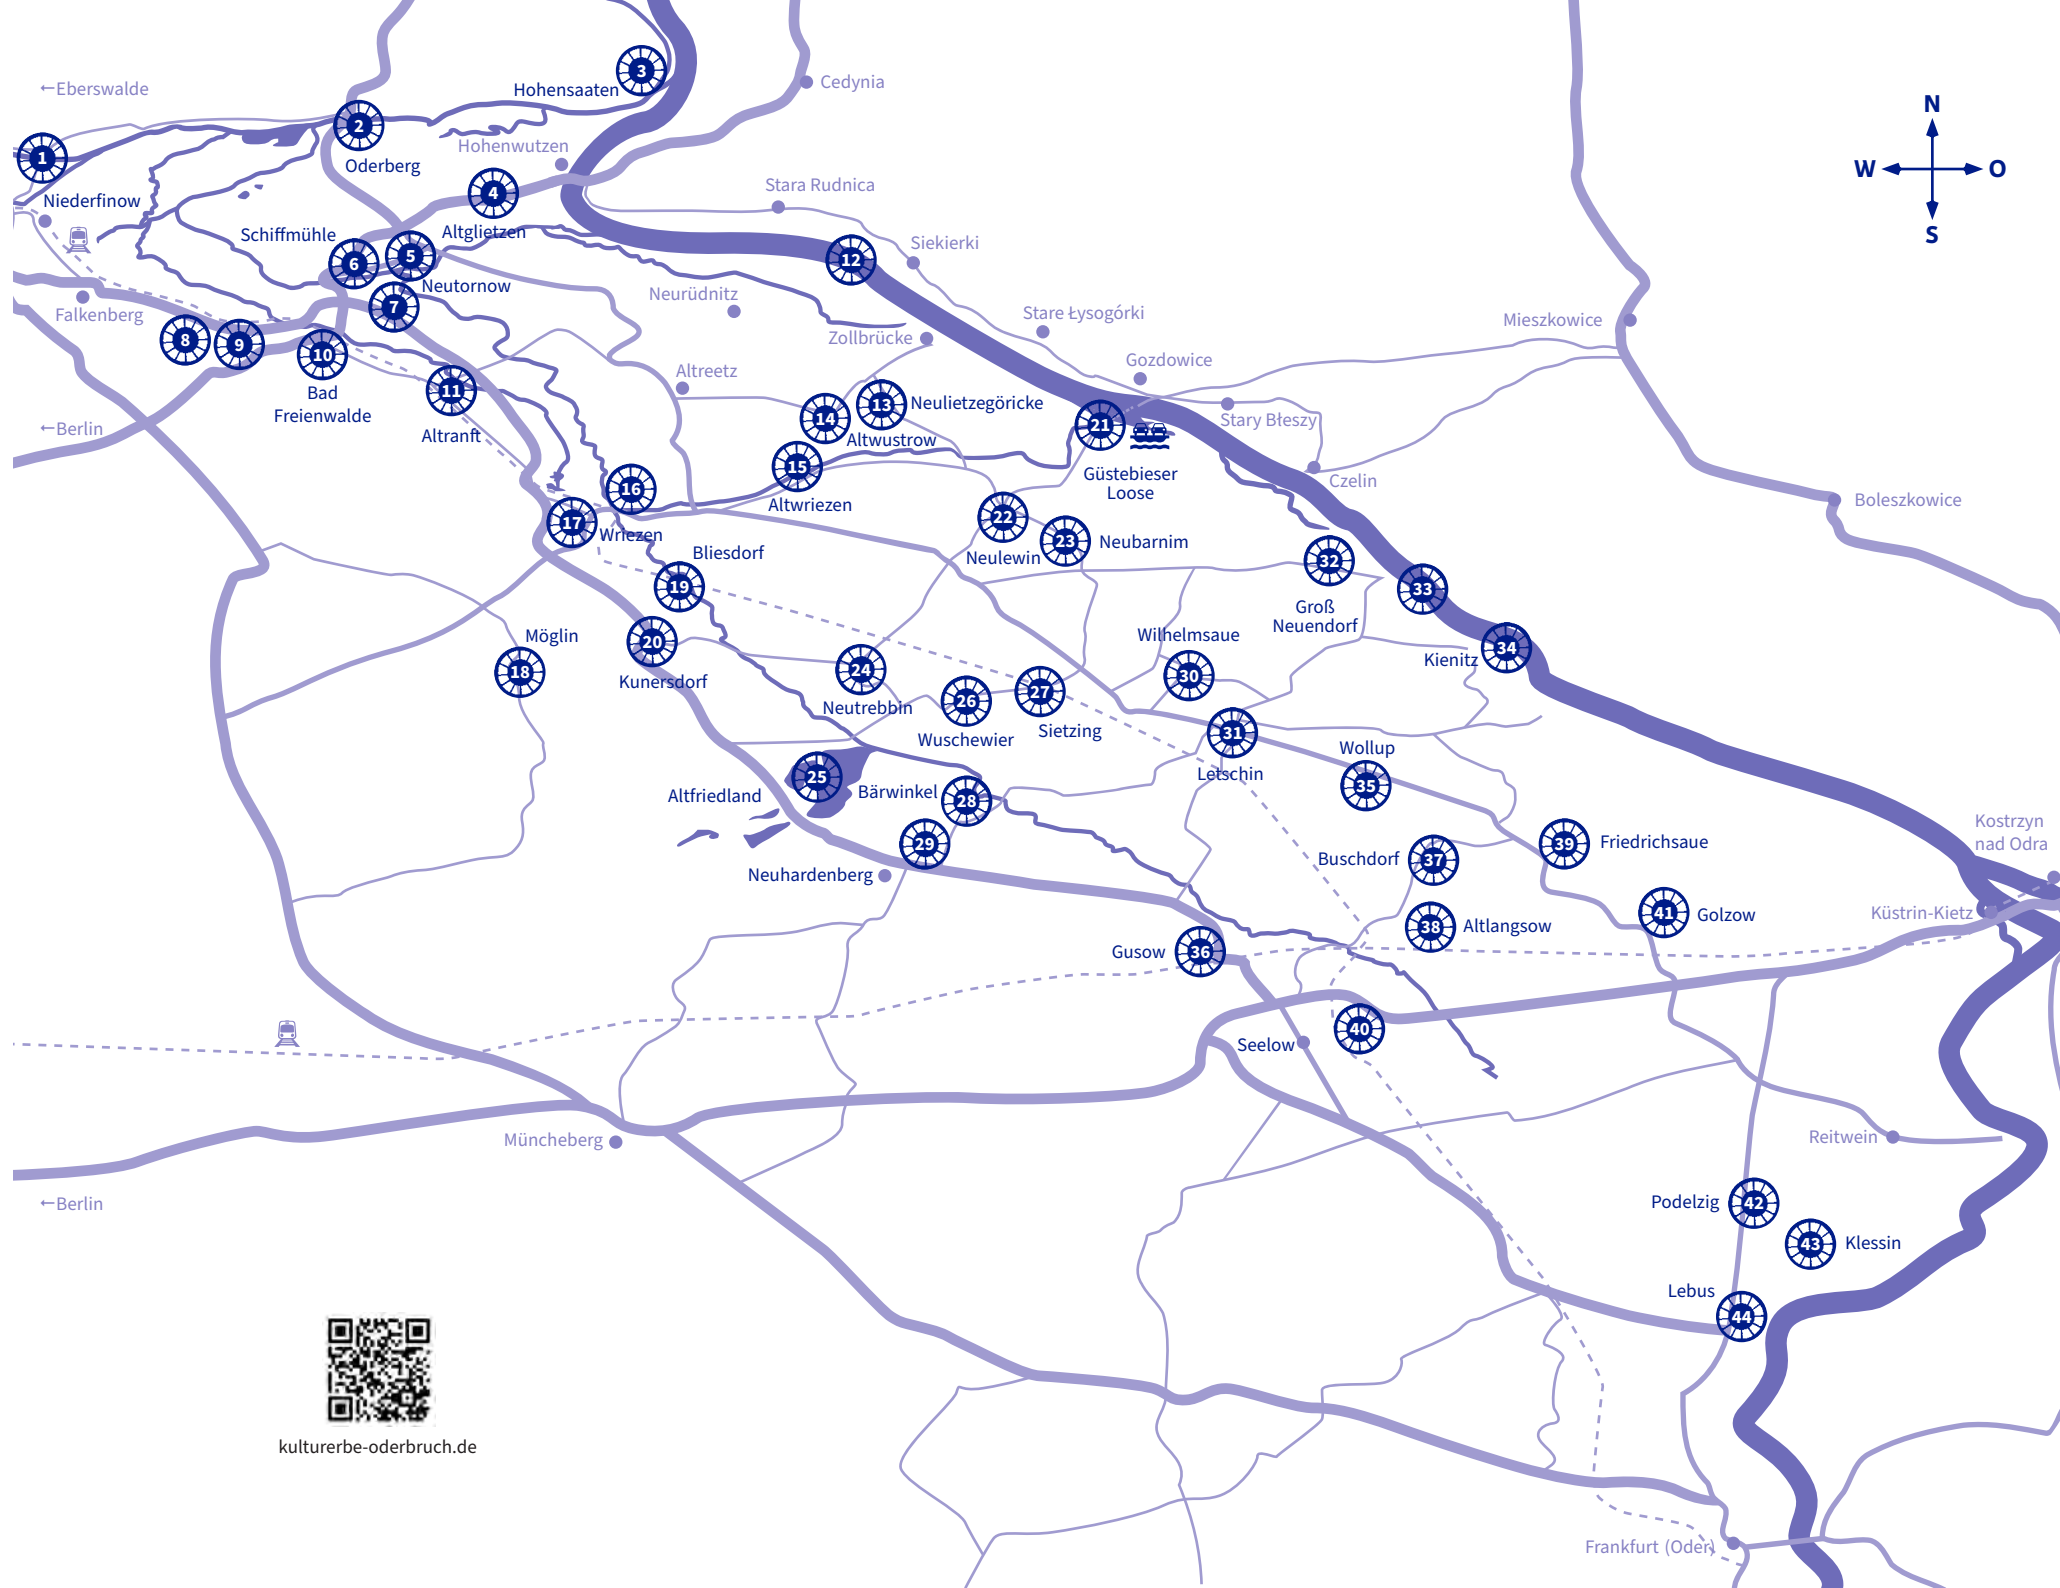 3
Hohensaaten
Cedynia
←Eberswalde
N
W
O
S
2
Oderberg
1
Niederfinow
Hohenwutzen
4
Altglietzen
Stara Rudnica
Schiffmühle
6
5
Neutornow
12
Siekierki
Falkenberg
7
Neurüdnitz
Stare Łysogórki
Mieszkowice
8
9
10
Bad
Freienwalde
Zollbrücke
Gozdowice
Altreetz
11
Altranft
←Berlin
13
Neulietzegöricke
14
Altwustrow
21
Güstebieser
Loose
Stary Błeszy
15
Altwriezen
Czelin
16
17
Wriezen
Boleszkowice
22
Neulewin
23
Neubarnim
Bliesdorf
19
32
Groß
Neuendorf
33
Möglin
18
20
Kunersdorf
Wilhelmsaue
30
Kienitz
34
24
Neutrebbin
26
Wuschewier
27
Sietzing
31
Letschin
Wollup
35
25
Altfriedland
Bärwinkel
28
29
Neuhardenberg
Buschdorf
37
39
Friedrichsaue
Kostrzyn
nad Odra
38
Altlangsow
41
Golzow
Küstrin-Kietz
Gusow
36
40
Seelow
Müncheberg
Reitwein
←Berlin
Podelzig
42
43
Klessin
Lebus
44
kulturerbe-oderbruch.de
Frankfurt (Oder)